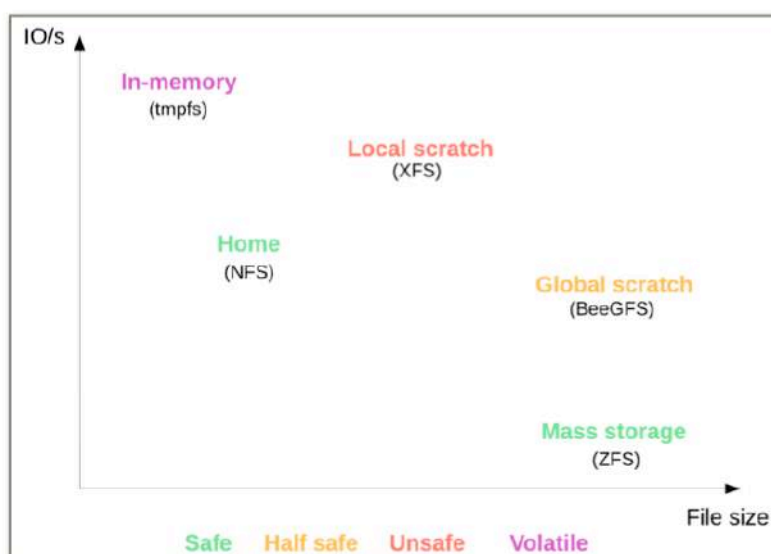 IO/s
In-memory
(tmpfs)
Local scratch
(XFS)
Home
(NFS)
Global scratch
(BeeGFS)
Mass storage
(ZFS)
File size
Safe Half safe Unsafe Volatile